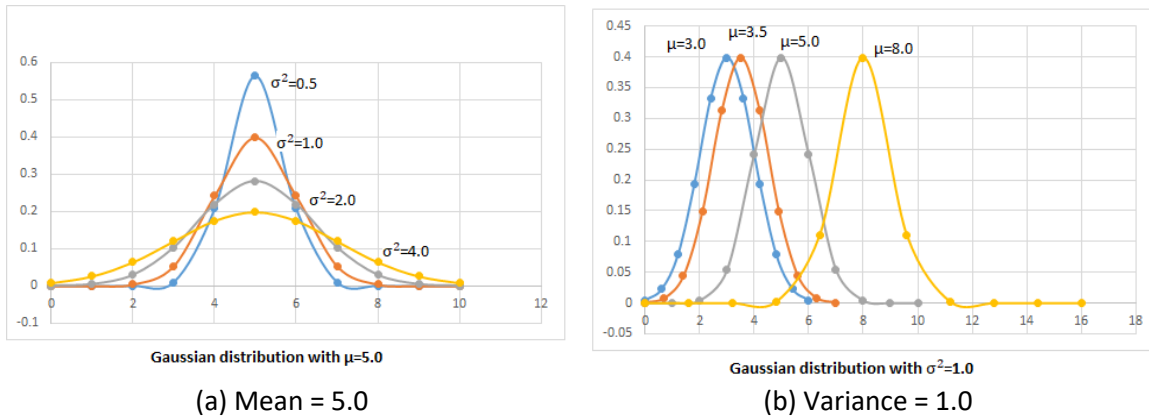 0.6
0.5
0.4
0.3
0.2
0.1
0
-0.1
0 2 4 6 8 10 12
σ²=0.5
σ²=1.0
σ²=2.0
σ²=4.0
Gaussian distribution with μ=5.0
(a) Mean = 5.0
0.45
0.4
0.35
0.3
0.25
0.2
0.15
0.1
0.05
0
-0.05
0 2 4 6 8 10 12 14 16 18
μ=3.0
μ=3.5
μ=5.0
μ=8.0
Gaussian distribution with σ²=1.0
(b) Variance = 1.0